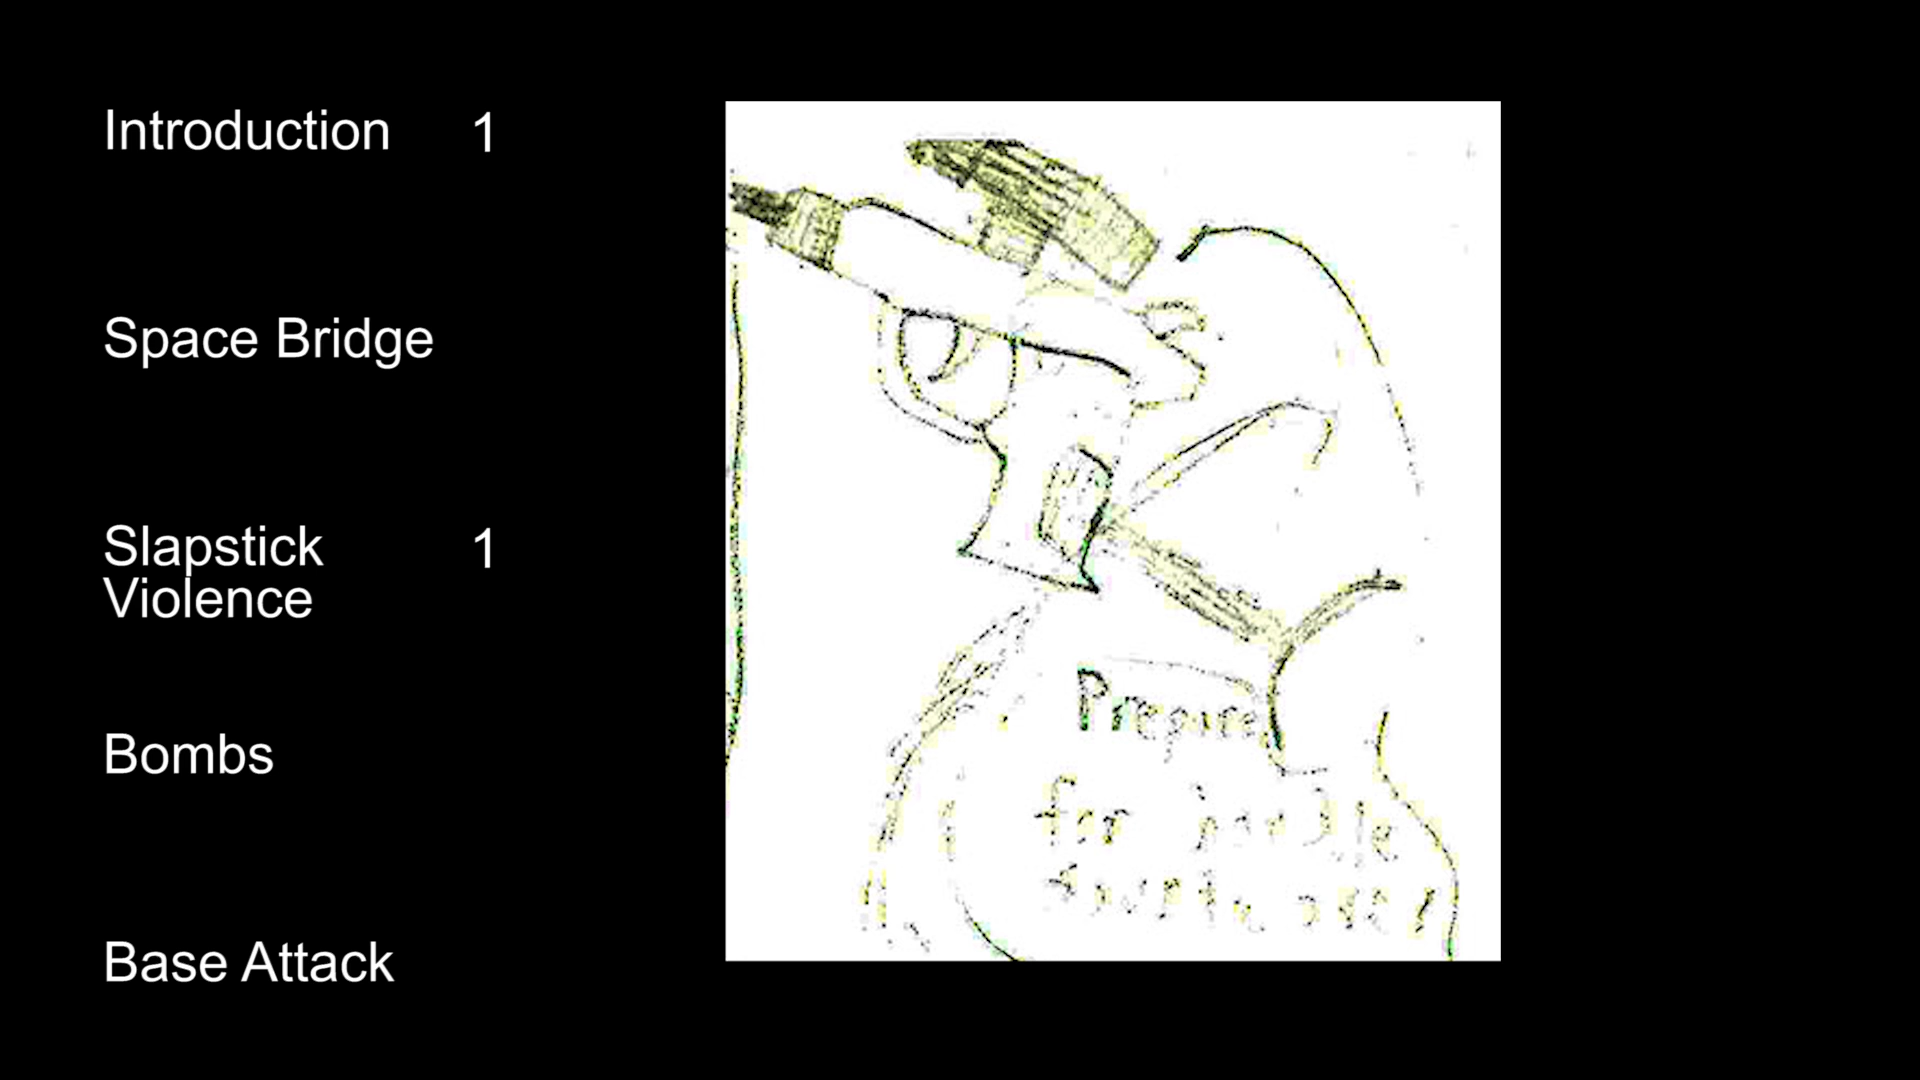 Introduction 1
Space Bridge
Slapstick 1
Violence
Bombs
Base Attack
Prepare
for